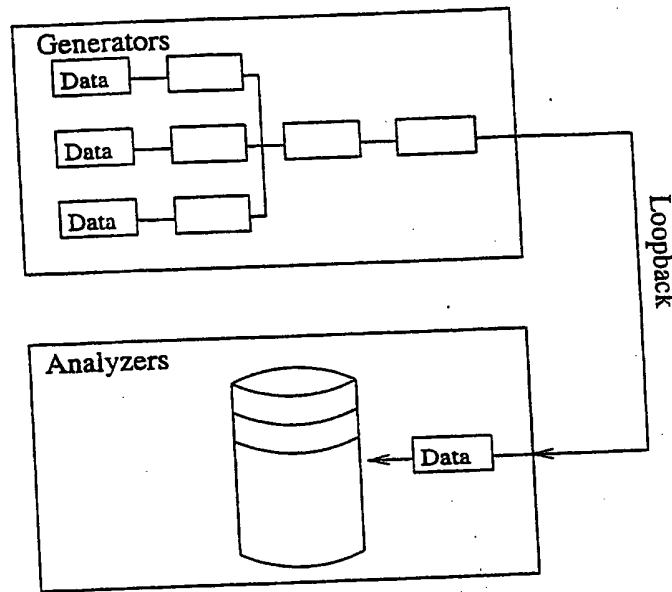 Generators
Data
Data
Data
Loopback
Analyzers
Data